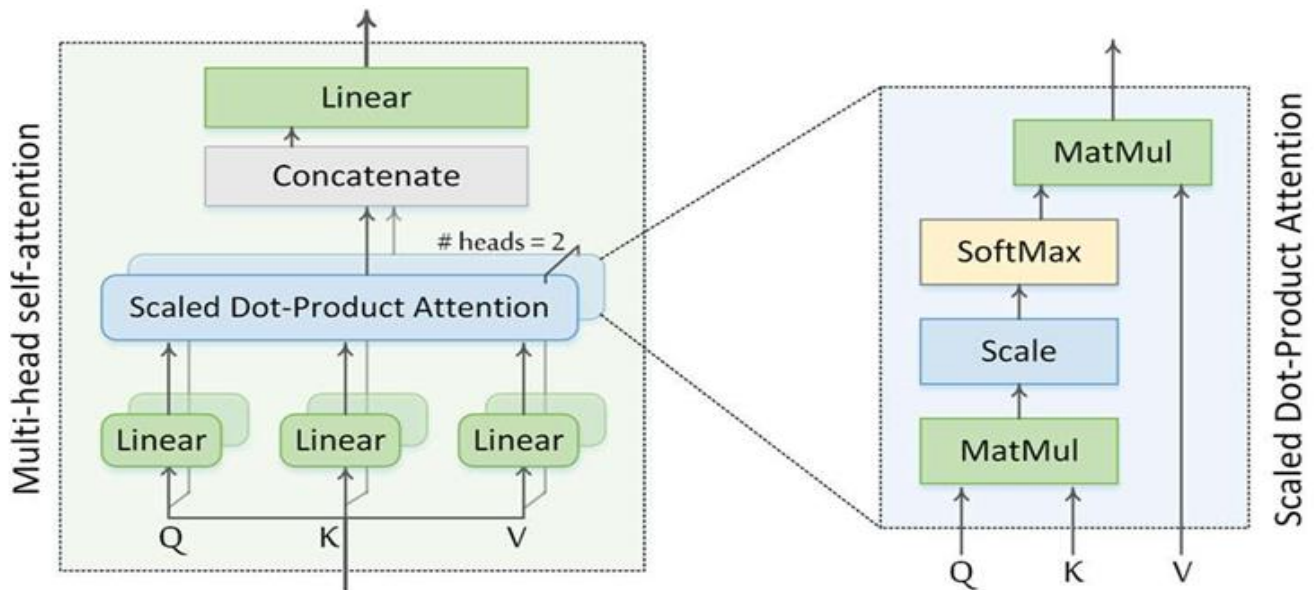 Multi-head self-attention
Linear
Concatenate
# heads = 2
Scaled Dot-Product Attention
Linear
Linear
Linear
Q
K
V
MatMul
SoftMax
Scale
MatMul
Q
K
V
Scaled Dot-Product Attention